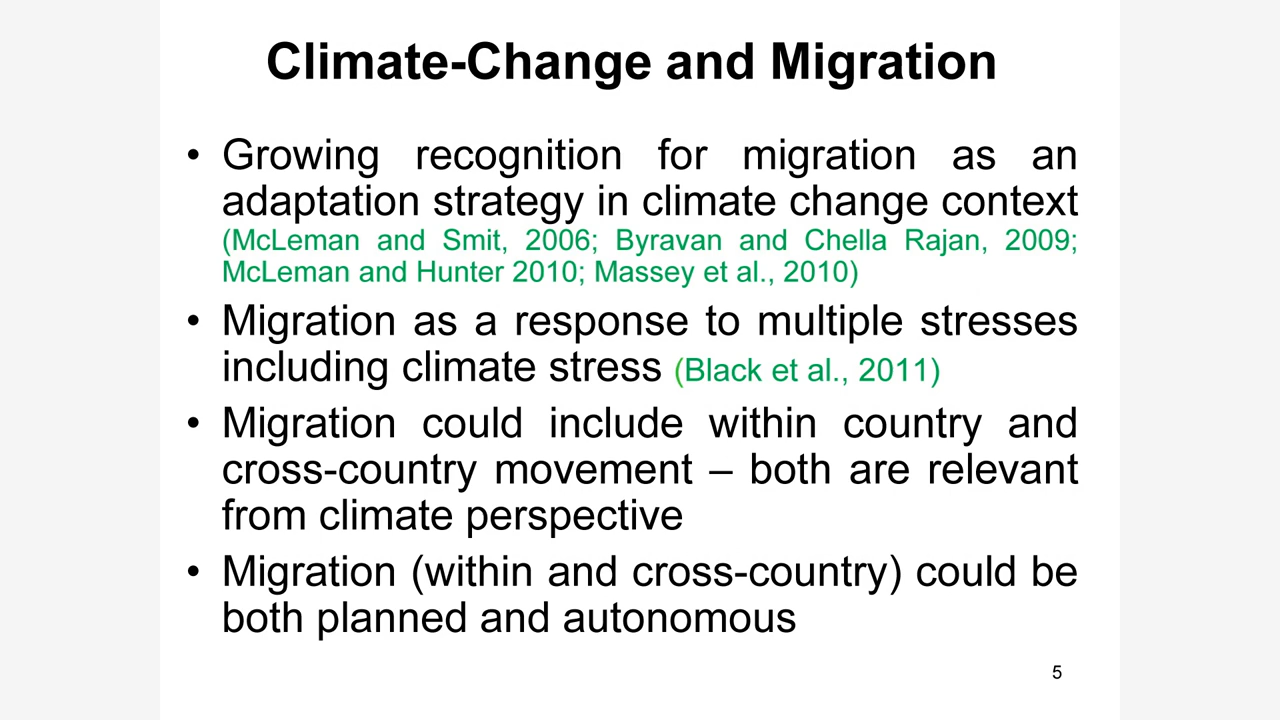 Climate-Change and Migration
• Growing recognition for migration as an
adaptation strategy in climate change context
(McLeman and Smit, 2006; Byravan and Chella Rajan, 2009;
McLeman and Hunter 2010; Massey et al., 2010)
• Migration as a response to multiple stresses
including climate stress (Black et al., 2011)
• Migration could include within country and
cross-country movement – both are relevant
from climate perspective
• Migration (within and cross-country) could be
both planned and autonomous
5